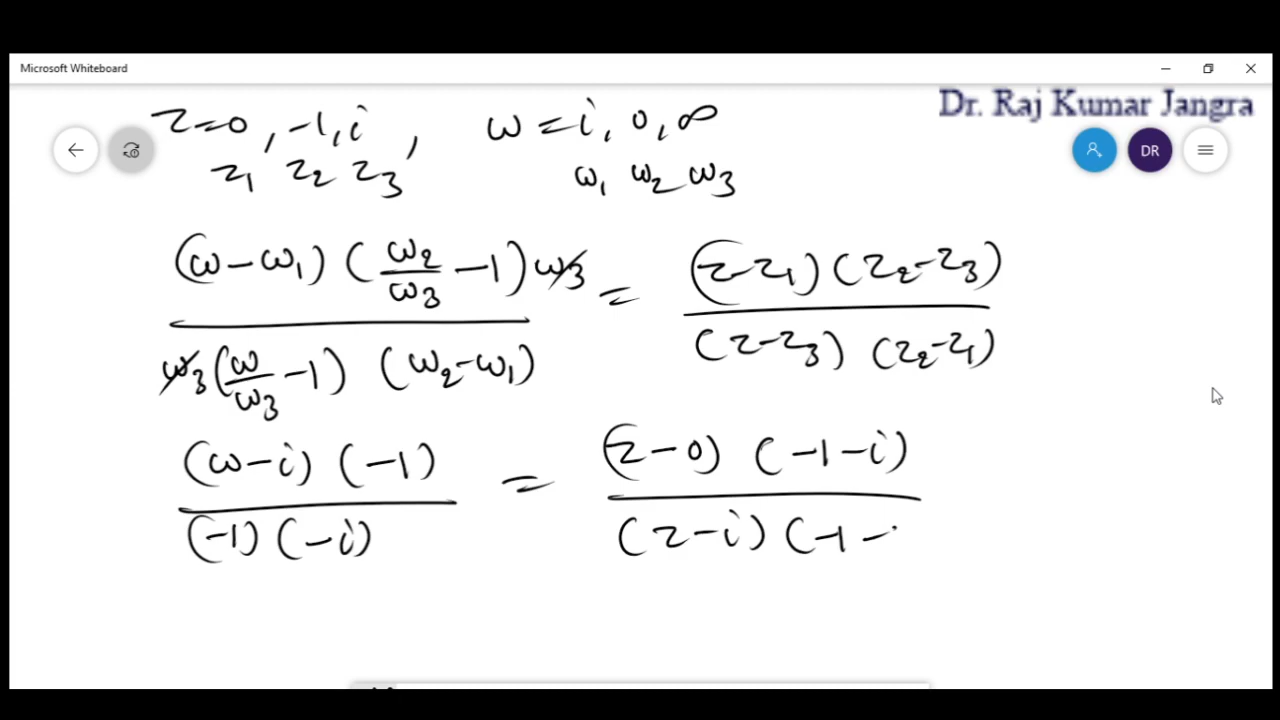 Microsoft Whiteboard
Dr. Raj Kumar Jangra
z=0, -1, i, ω = i, 0, ∞
DR
z₁ z₂ z₃ ω₁ ω₂ ω₃
(ω-ω₁) (ω₂/ω₃ -1) ω₃ / ω₃(ω/ω₃ -1) (ω₂-ω₁) = (z-z₁) (z₂-z₃) / (z-z₃) (z₂-z₁)
(ω-i) (-1) / (-1) (-i) = (z-0) (-1-i) / (z-i) (-1-